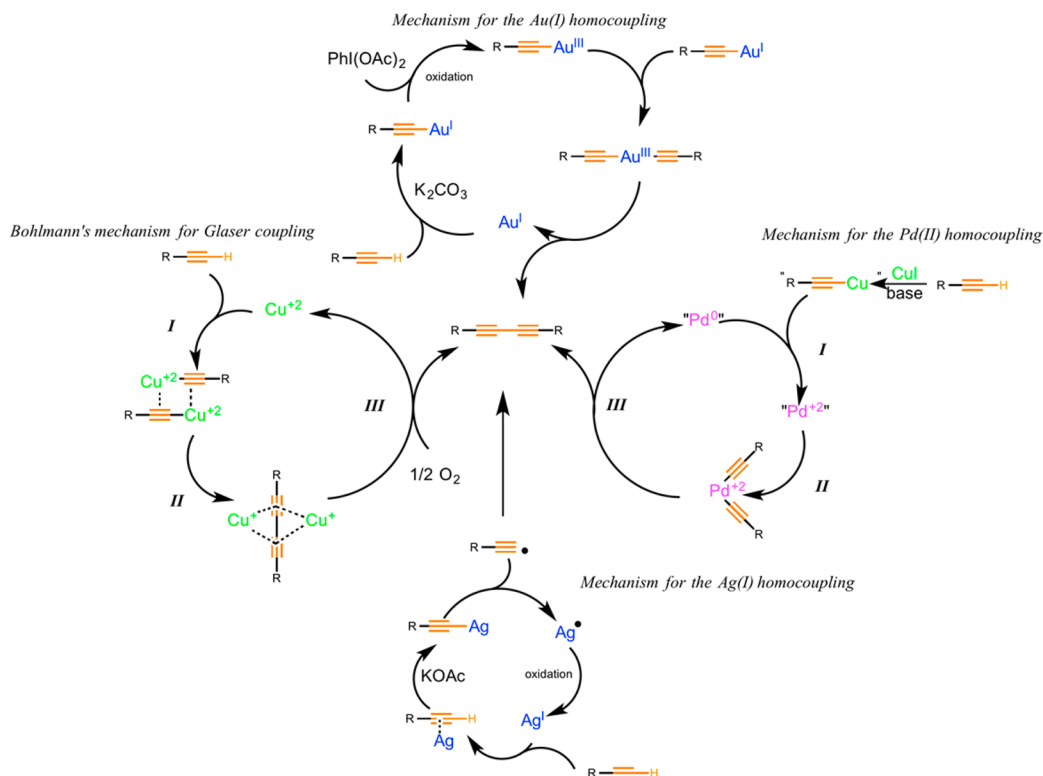 Mechanism for the Au(I) homocoupling
R Au^III
R Au^I
PhI(OAc)₂
oxidation
R Au^I
R Au^III R
K₂CO₃
Au^I
R H
Bohlmann's mechanism for Glaser coupling
R H
Cu⁺²
I
Cu⁺² R
R Cu⁺²
II
R
Cu⁺ Cu⁺
R
III
1/2 O₂
R R
Mechanism for the Pd(II) homocoupling
"R Cu" CuI
base
R H
"Pd⁰"
I
"Pd⁺²"
II
R
Pd⁺²
R
III
R •
Mechanism for the Ag(I) homocoupling
R Ag
Ag•
KOAc
oxidation
R H
Ag
Ag^I
R H